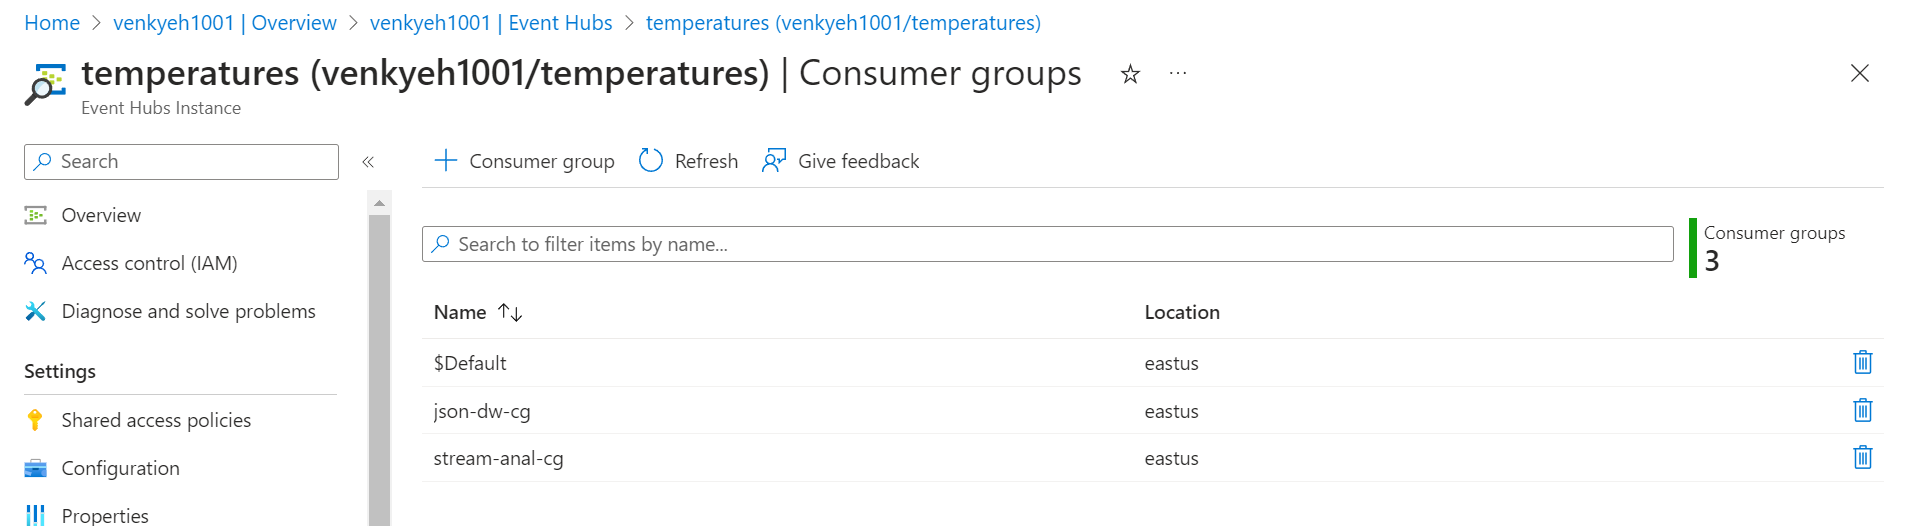 Home > venkyeh1001 | Overview > venkyeh1001 | Event Hubs > temperatures (venkyeh1001/temperatures)
temperatures (venkyeh1001/temperatures) | Consumer groups
Event Hubs Instance
Search
Consumer group
Refresh
Give feedback
Overview
Access control (IAM)
Diagnose and solve problems
Settings
Shared access policies
Configuration
Properties
Search to filter items by name...
Consumer groups
3
Name Location
$Default eastus
json-dw-cg eastus
stream-anal-cg eastus